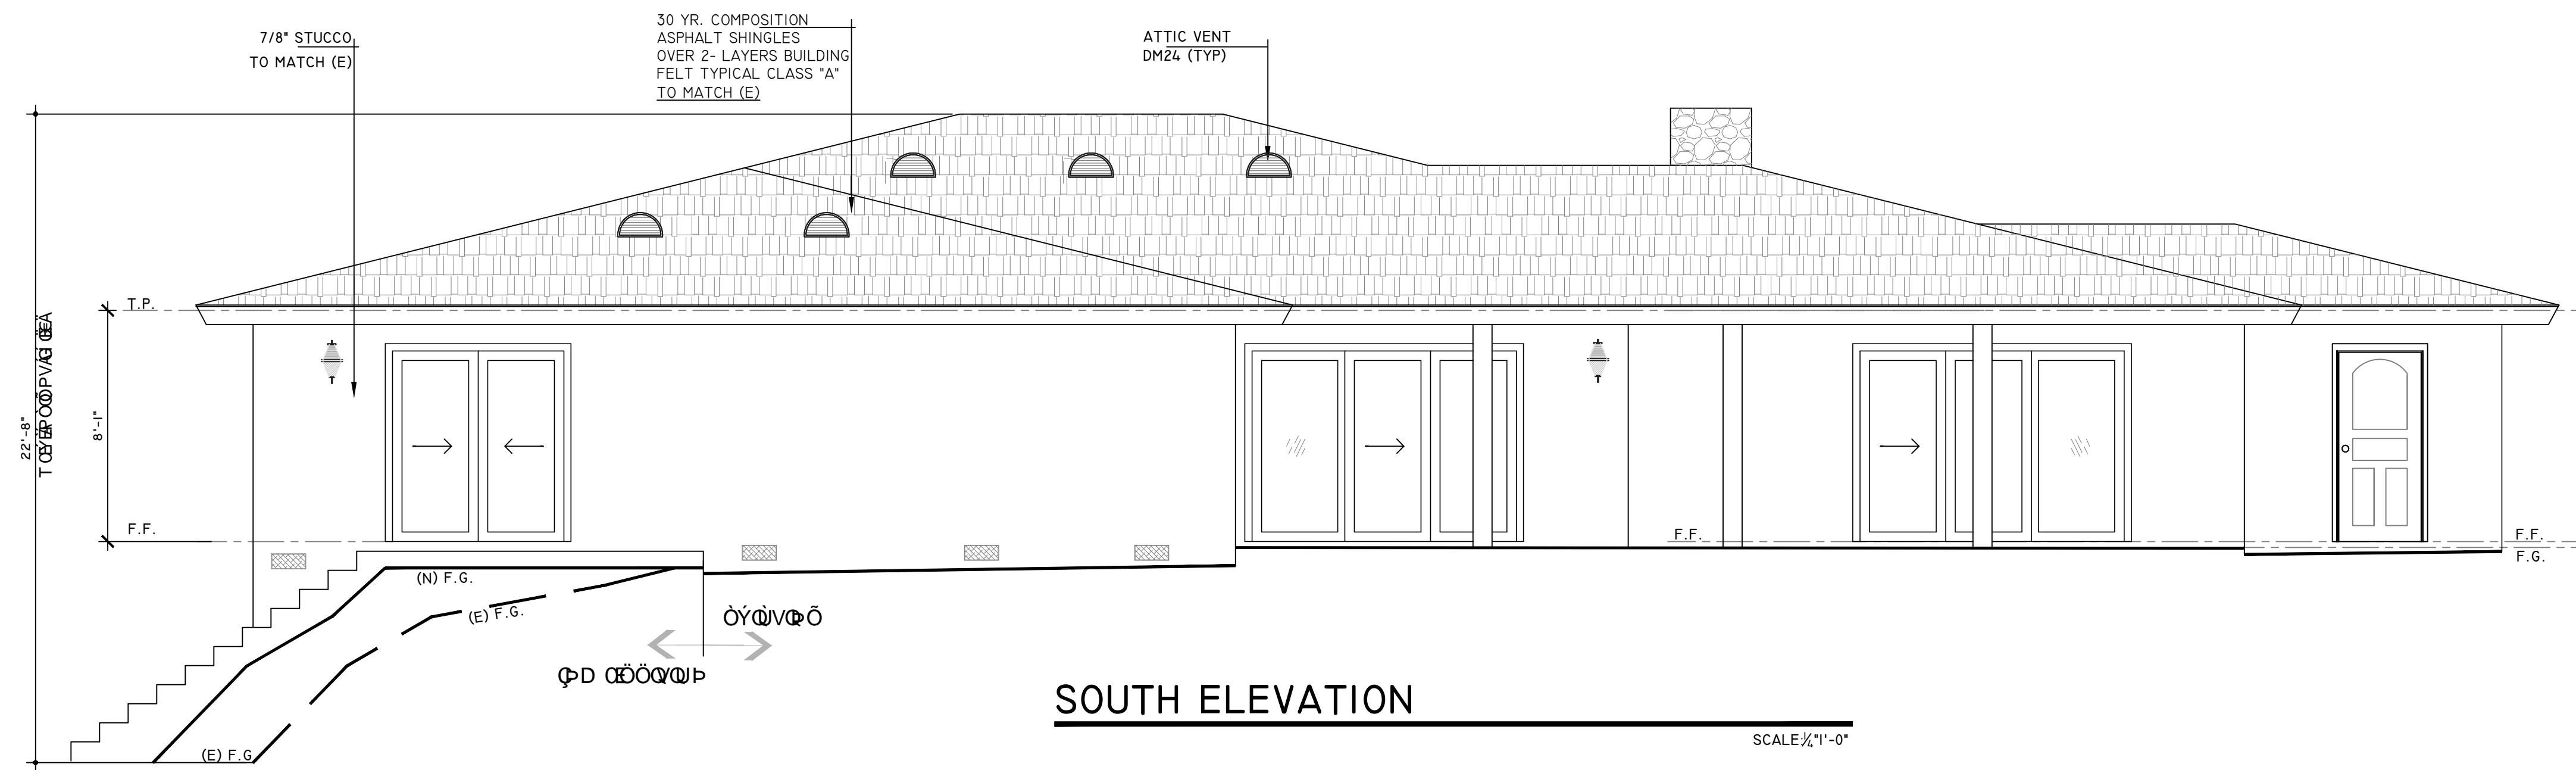 7/8" STUCCO
TO MATCH (E)
30 YR. COMPOSITION
ASPHALT SHINGLES
OVER 2- LAYERS BUILDING
FELT TYPICAL CLASS "A"
TO MATCH (E)
ATTIC VENT
DM24 (TYP)
T.P.
22'-8"
8'-1"
F.F.
F.F.
F.F.
F.G.
(N) F.G.
(E) F.G.
(E) F.G
SOUTH ELEVATION
SCALE:¼"1'-0"